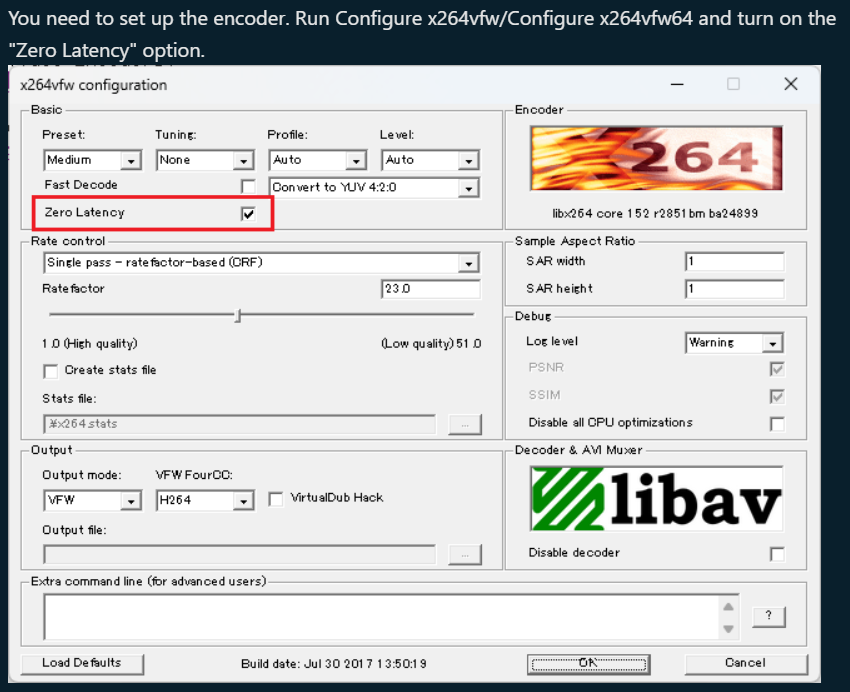 You need to set up the encoder. Run Configure x264vfw/Configure x264vfw64 and turn on the
"Zero Latency" option.
x264vfw configuration
Basic
Preset: Tuning: Profile: Level:
Medium None Auto Auto
Fast Decode Convert to YUV 4:2:0
Zero Latency
Encoder
264
libx264 core 152 r2851bm ba24899
Rate control
Single pass - ratefactor-based (CRF)
Ratefactor 23.0
1.0 (High quality) (Low quality) 51.0
Create stats file
Stats file:
¥x264.stats ...
Sample Aspect Ratio
SAR width 1
SAR height 1
Debug
Log level Warning
PSNR
SSIM
Disable all CPU optimizations
Output
Output mode: VFW FourCC:
VFW H264 VirtualDub Hack
Output file:
...
Decoder & AVI Muxer
libav
Disable decoder
Extra command line (for advanced users)
?
Load Defaults Build date: Jul 30 2017 13:50:19 OK Cancel